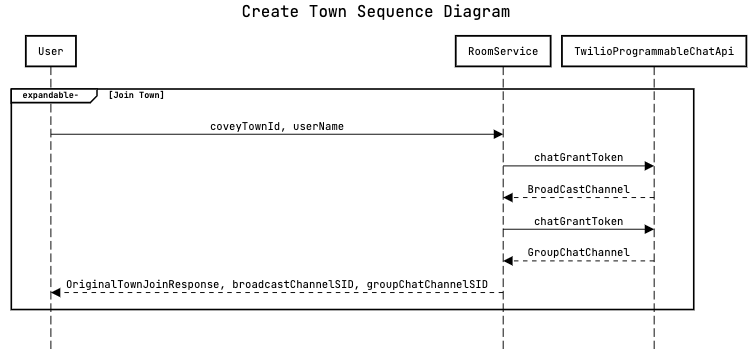 Create Town Sequence Diagram
User
RoomService
TwilioProgrammableChatApi
expandable-
[Join Town]
coveyTownId, userName
chatGrantToken
BroadCastChannel
chatGrantToken
GroupChatChannel
OriginalTownJoinResponse, broadcastChannelSID, groupChatChannelSID